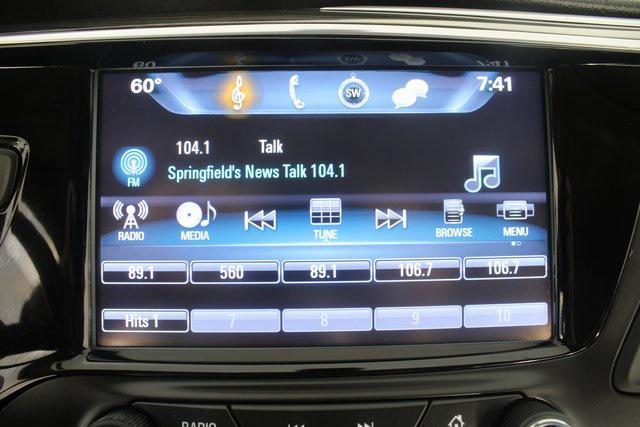 60° SW 7:41
104.1 Talk
FM Springfield's News Talk 104.1
RADIO MEDIA TUNE BROWSE MENU
89.1 560 89.1 106.7 106.7
Hits 1 7 8 9 10
RADIO